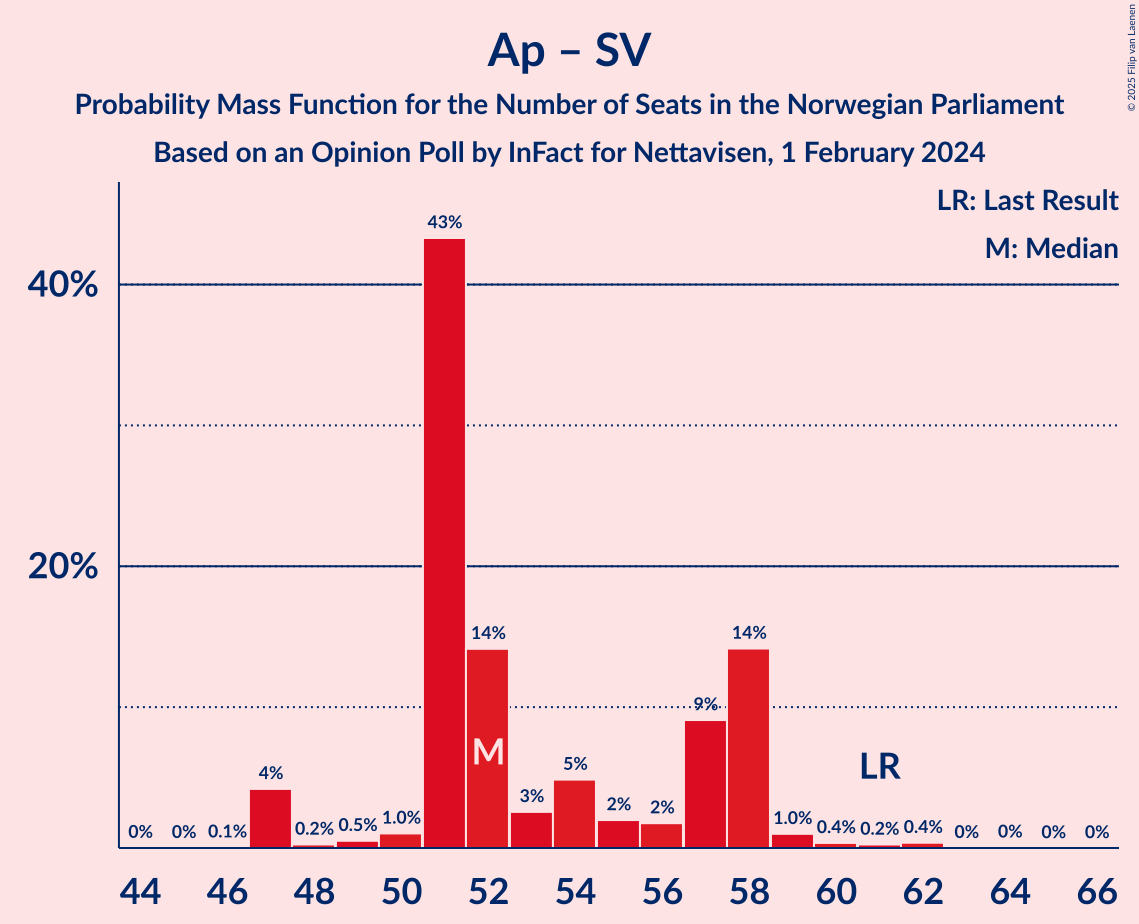 Ap – SV
Probability Mass Function for the Number of Seats in the Norwegian Parliament
Based on an Opinion Poll by InFact for Nettavisen, 1 February 2024
© 2025 Filip van Laenen
LR: Last Result
M: Median
40%
20%
0% 0% 0.1% 4% 0.2% 0.5% 1.0% 43% 14% 3% 5% 2% 2% 9% 14% 1.0% 0.4% 0.2% 0.4% 0% 0% 0% 0%
M
LR
44 46 48 50 52 54 56 58 60 62 64 66